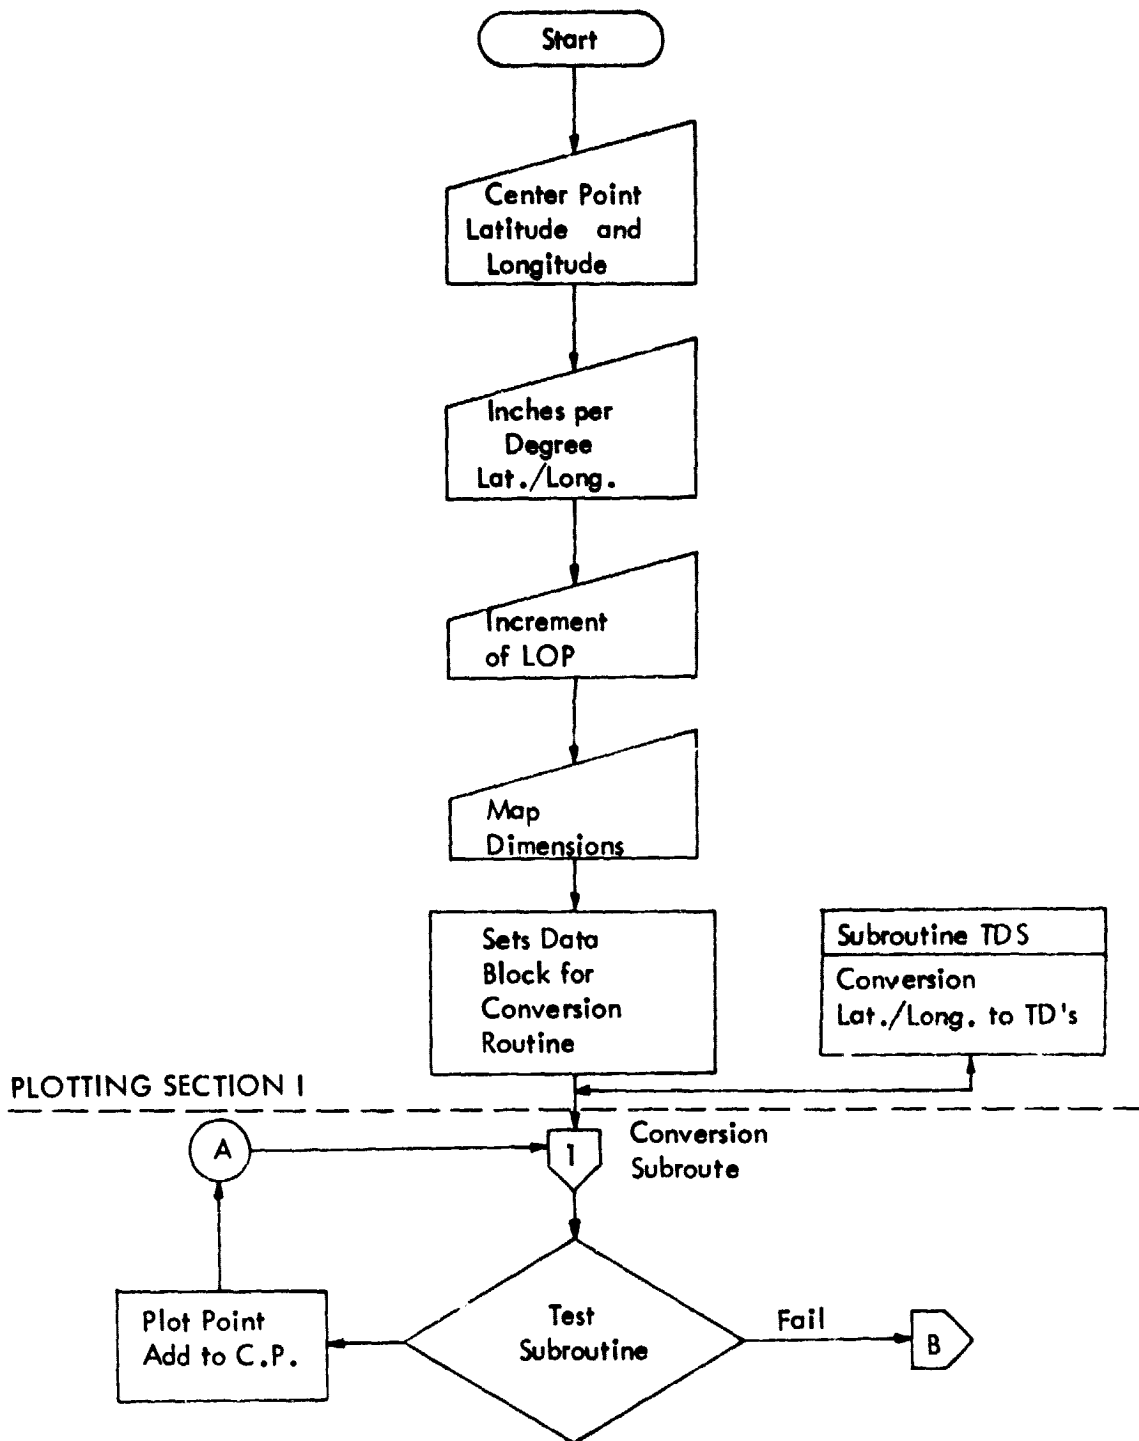 Start
Center Point
Latitude and
Longitude
Inches per
Degree
Lat./Long.
Increment
of LOP
Map
Dimensions
Sets Data
Block for
Conversion
Routine
Subroutine TDS
Conversion
Lat./Long. to TD's
PLOTTING SECTION I
A
1
Conversion
Subroute
Test
Subroutine
Fail
B
Plot Point
Add to C.P.